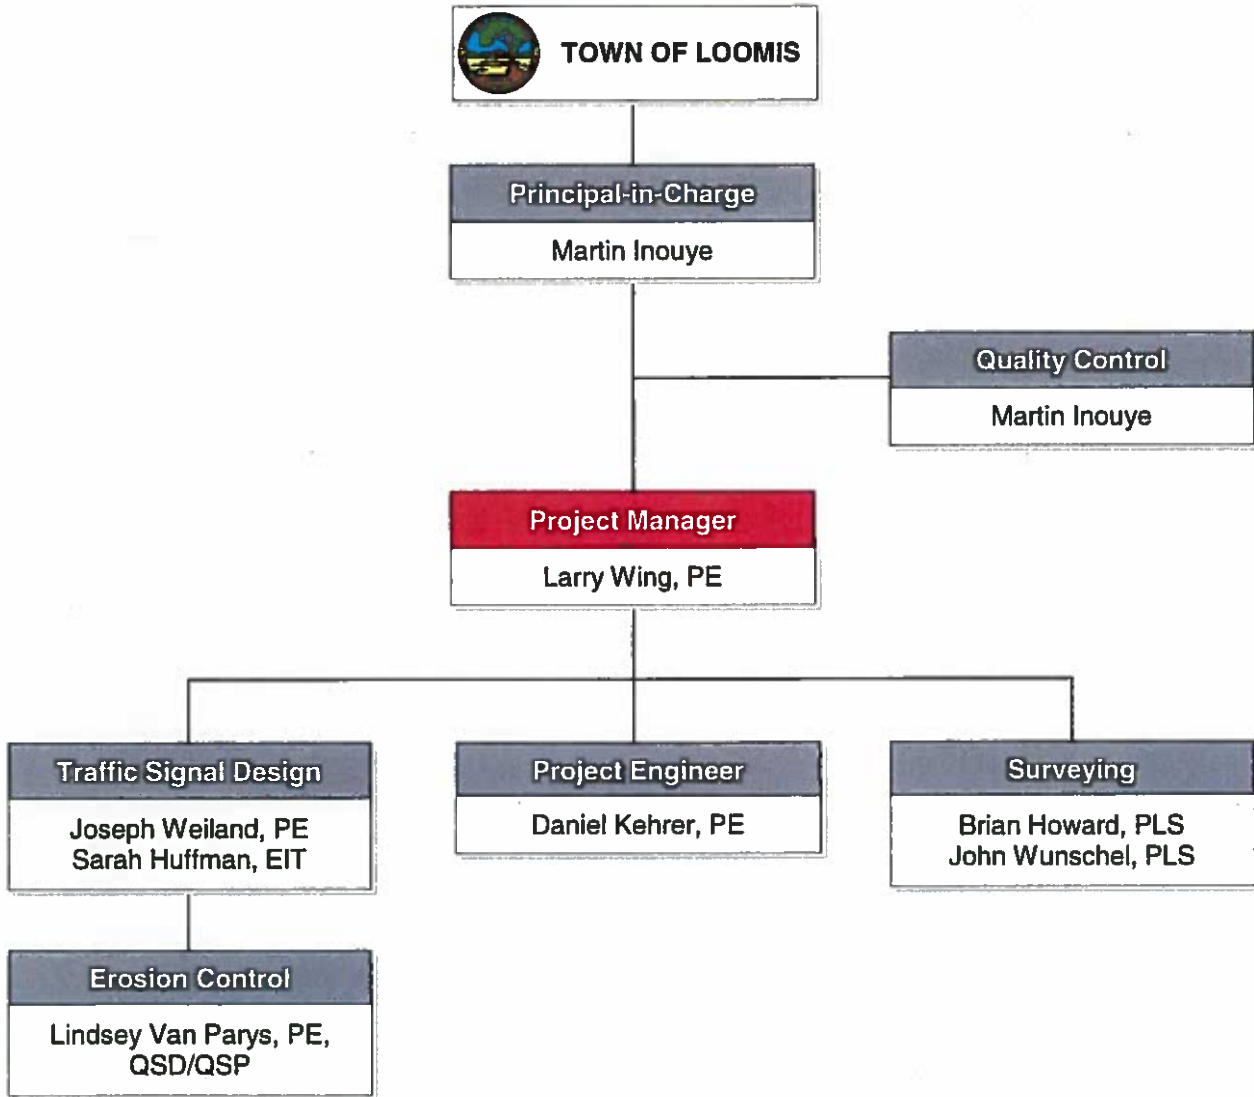 TOWN OF LOOMIS
Principal-in-Charge
Martin Inouye
Quality Control
Martin Inouye
Project Manager
Larry Wing, PE
Traffic Signal Design
Joseph Weiland, PE
Sarah Huffman, EIT
Project Engineer
Daniel Kehrer, PE
Surveying
Brian Howard, PLS
John Wunschel, PLS
Erosion Control
Lindsey Van Parys, PE,
QSD/QSP